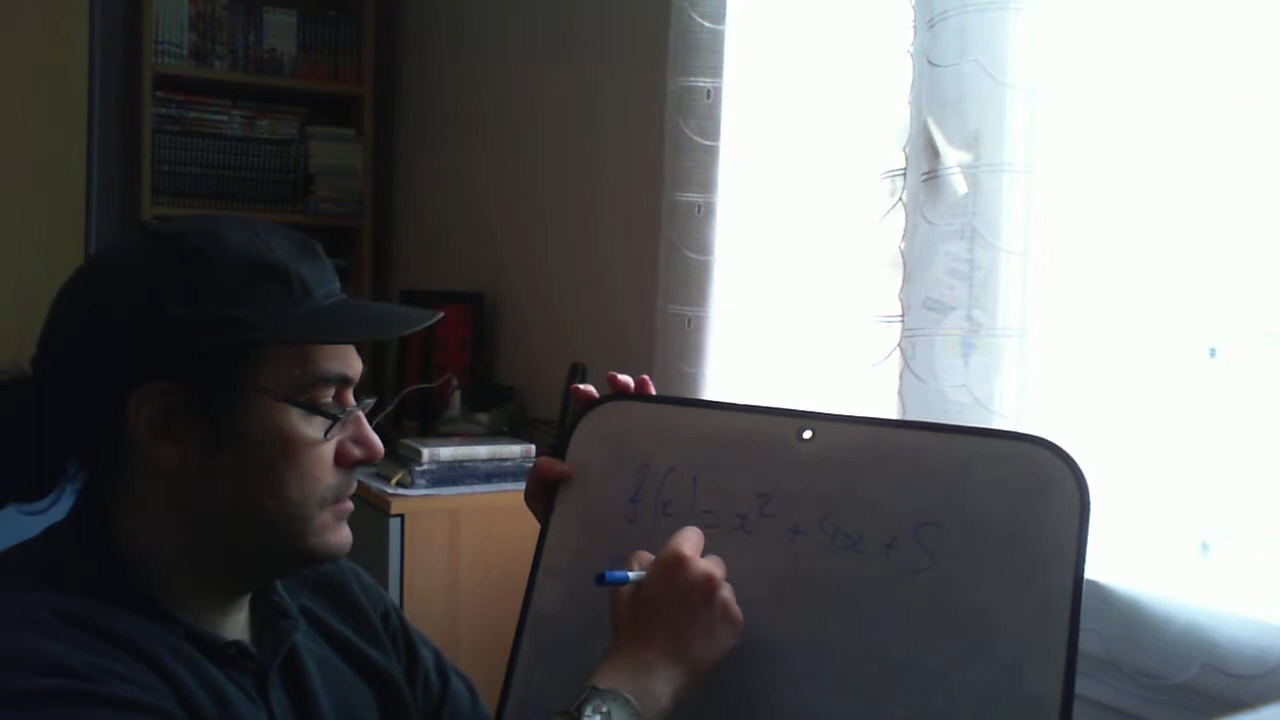 f(x) = x² + 4x + 5